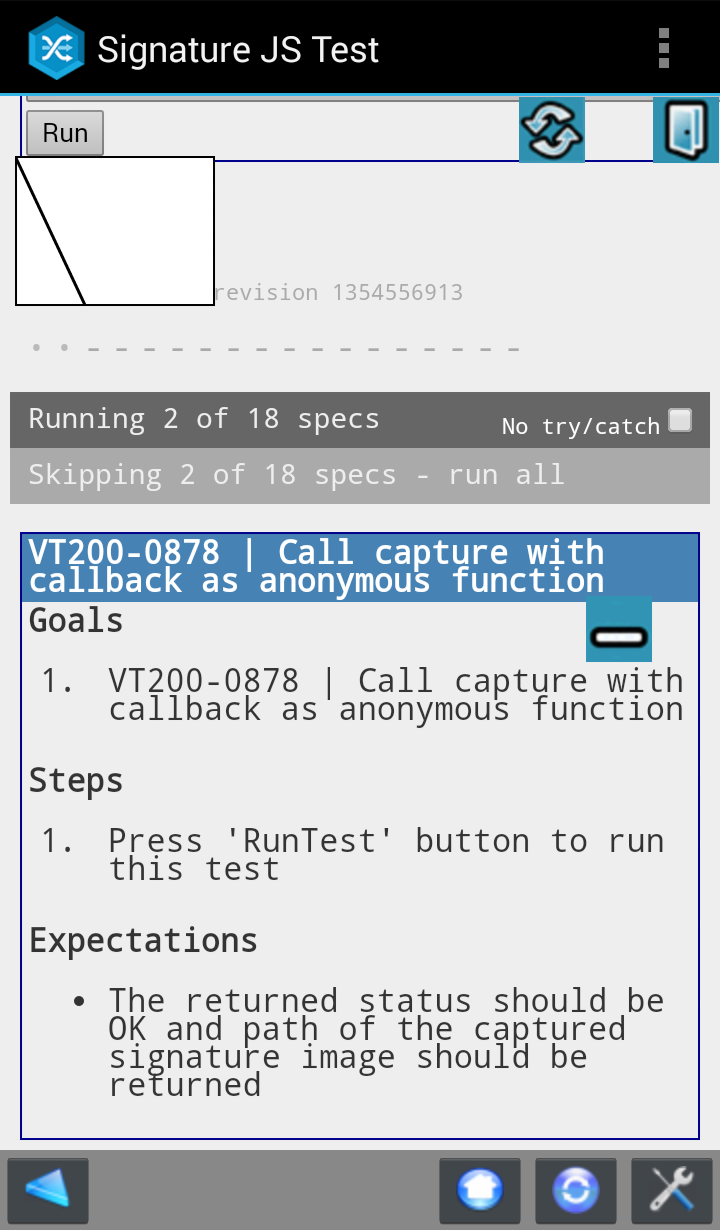 Signature JS Test
Run
revision 1354556913
Running 2 of 18 specs
No try/catch
Skipping 2 of 18 specs - run all
VT200-0878 | Call capture with
callback as anonymous function
Goals
1. VT200-0878 | Call capture with
callback as anonymous function
Steps
1. Press 'RunTest' button to run
this test
Expectations
• The returned status should be
OK and path of the captured
signature image should be
returned